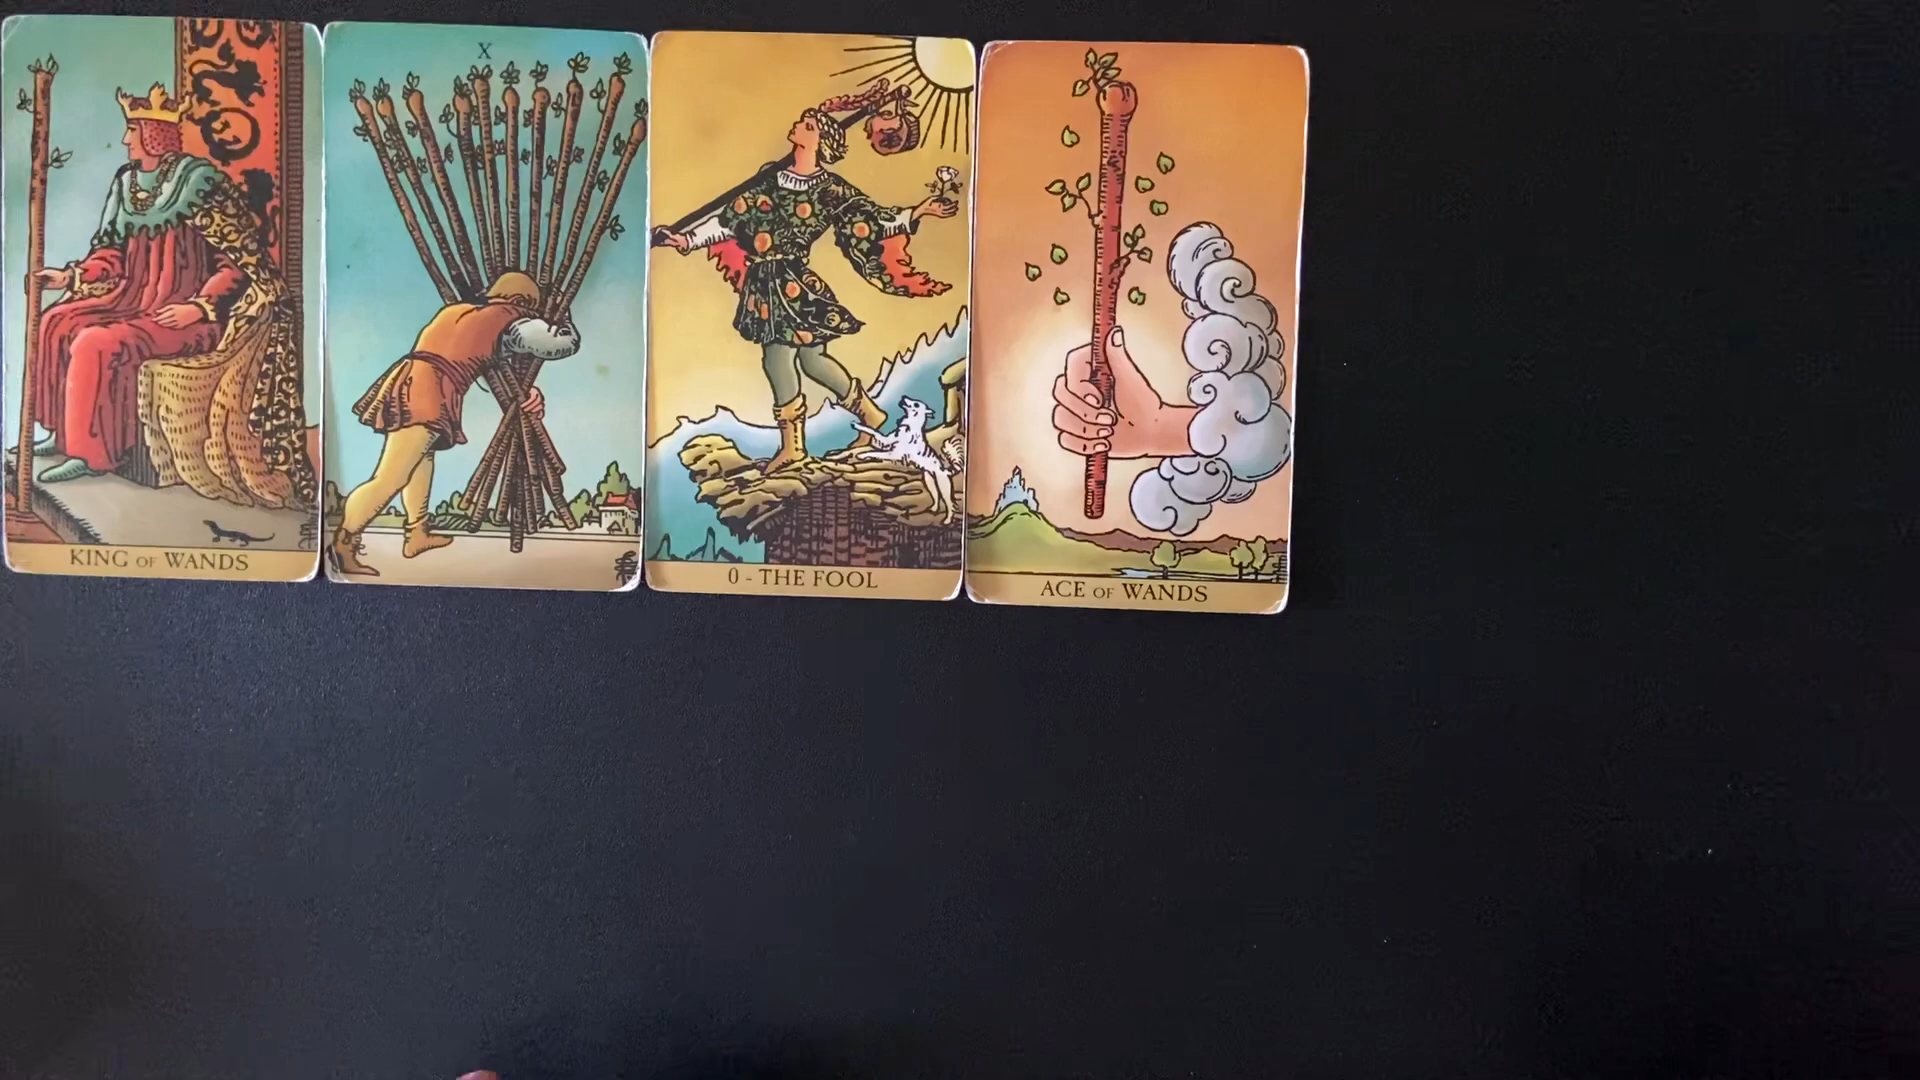 KING OF WANDS
X
0 - THE FOOL
ACE OF WANDS